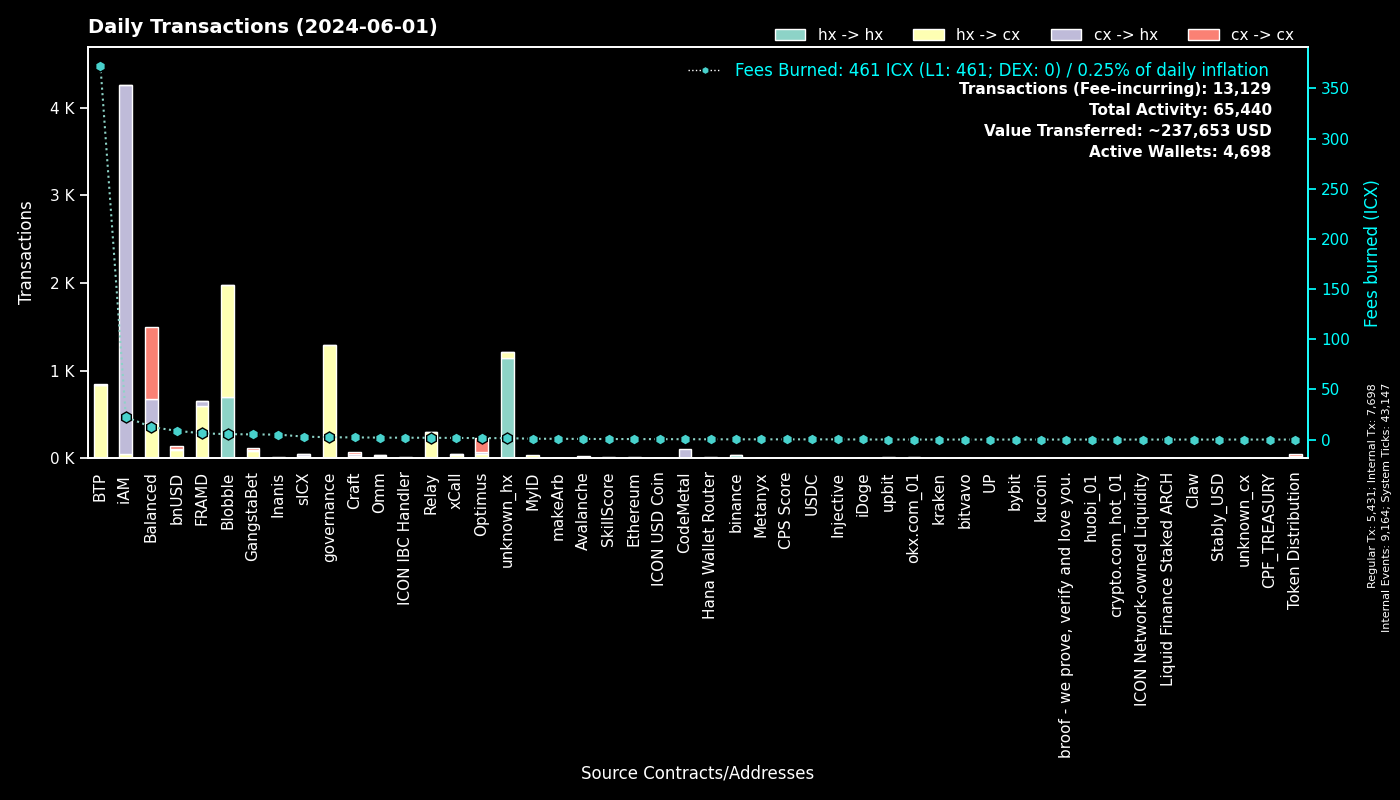 Daily Transactions (2024-06-01)
hx -> hx
hx -> cx
cx -> hx
cx -> cx
Fees Burned: 461 ICX (L1: 461; DEX: 0) / 0.25% of daily inflation
Transactions (Fee-incurring): 13,129
Total Activity: 65,440
Value Transferred: ~237,653 USD
Active Wallets: 4,698
Transactions
4 K
3 K
2 K
1 K
0 K
350
300
250
200
150
100
50
0
Fees burned (ICX)
BTP
iAM
Balanced
bnUSD
FRAMD
Blobble
GangstaBet
Inanis
sICX
governance
Craft
Omm
ICON IBC Handler
Relay
xCall
Optimus
unknown_hx
MyID
makeArb
Avalanche
SkillScore
Ethereum
ICON USD Coin
CodeMetal
Hana Wallet Router
binance
Metanyx
CPS Score
USDC
Injective
iDoge
upbit
okx.com_01
kraken
bitvavo
UP
bybit
kucoin
broof - we prove, verify and love you.
huobi_01
crypto.com_hot_01
ICON Network-owned Liquidity
Liquid Finance Staked ARCH
Claw
Stably_USD
unknown_cx
CPF_TREASURY
Token Distribution
Source Contracts/Addresses
Regular Tx: 5,431; Internal Tx: 7,698
Internal Events: 9,164; System Ticks: 43,147